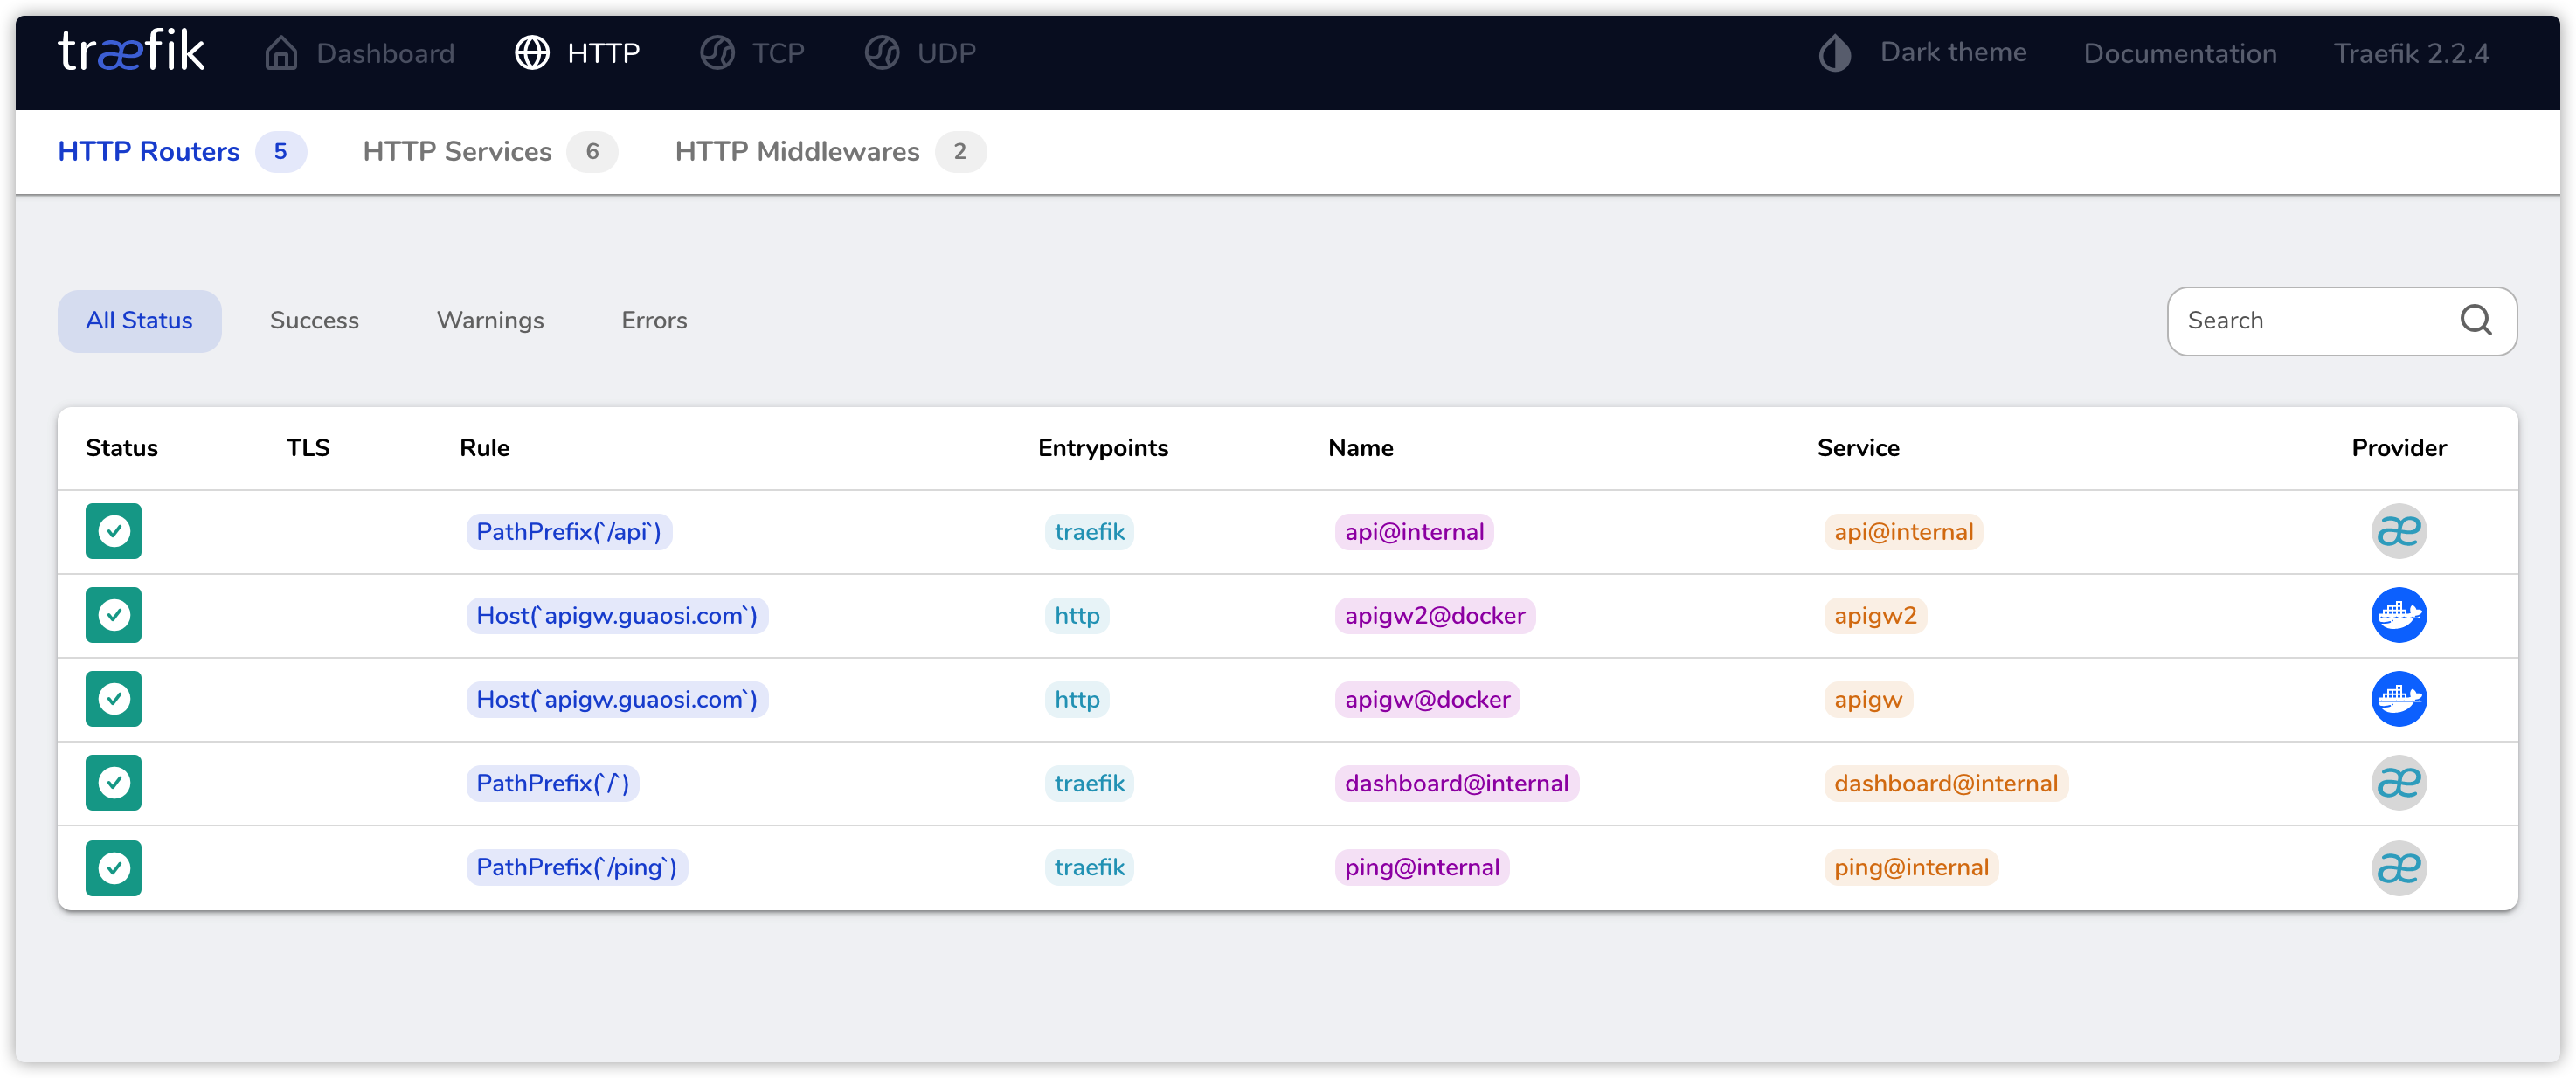 træfik Dashboard HTTP TCP UDP Dark theme Documentation Traefik 2.2.4
HTTP Routers 5 HTTP Services 6 HTTP Middlewares 2
All Status Success Warnings Errors Search
Status TLS Rule Entrypoints Name Service Provider
PathPrefix(`/api`) traefik api@internal api@internal æ
Host(`apigw.guaosi.com`) http apigw2@docker apigw2
Host(`apigw.guaosi.com`) http apigw@docker apigw
PathPrefix(`/`) traefik dashboard@internal dashboard@internal æ
PathPrefix(`/ping`) traefik ping@internal ping@internal æ